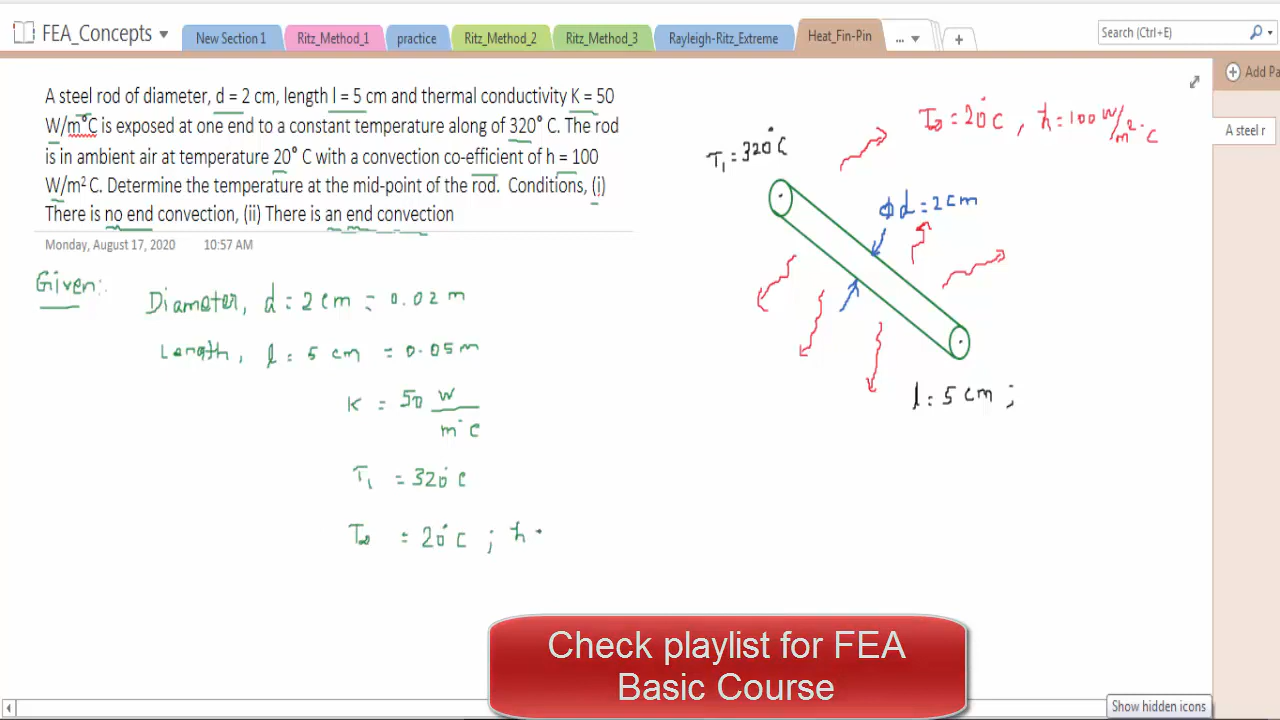 FEA_Concepts
New Section 1
Ritz_Method_1
practice
Ritz_Method_2
Ritz_Method_3
Rayleigh-Ritz_Extreme
Heat_Fin-Pin
...
Search (Ctrl+E)
Add Pa
A steel r
A steel rod of diameter, d = 2 cm, length l = 5 cm and thermal conductivity K = 50
W/m°C is exposed at one end to a constant temperature along of 320° C. The rod
is in ambient air at temperature 20° C with a convection co-efficient of h = 100
W/m² C. Determine the temperature at the mid-point of the rod. Conditions, (i)
There is no end convection, (ii) There is an end convection
Monday, August 17, 2020 10:57 AM
Given:
Diameter, d = 2 cm = 0.02 m
Length, l = 5 cm = 0.05 m
K = 50 W/m°C
T₁ = 320°C
T∞ = 20°C ; h
T∞ = 20°C , h = 100 W/m²·°C
T₁ = 320°C
ϕ d = 2 cm
l = 5 cm ;
Check playlist for FEA
Basic Course
Show hidden icons